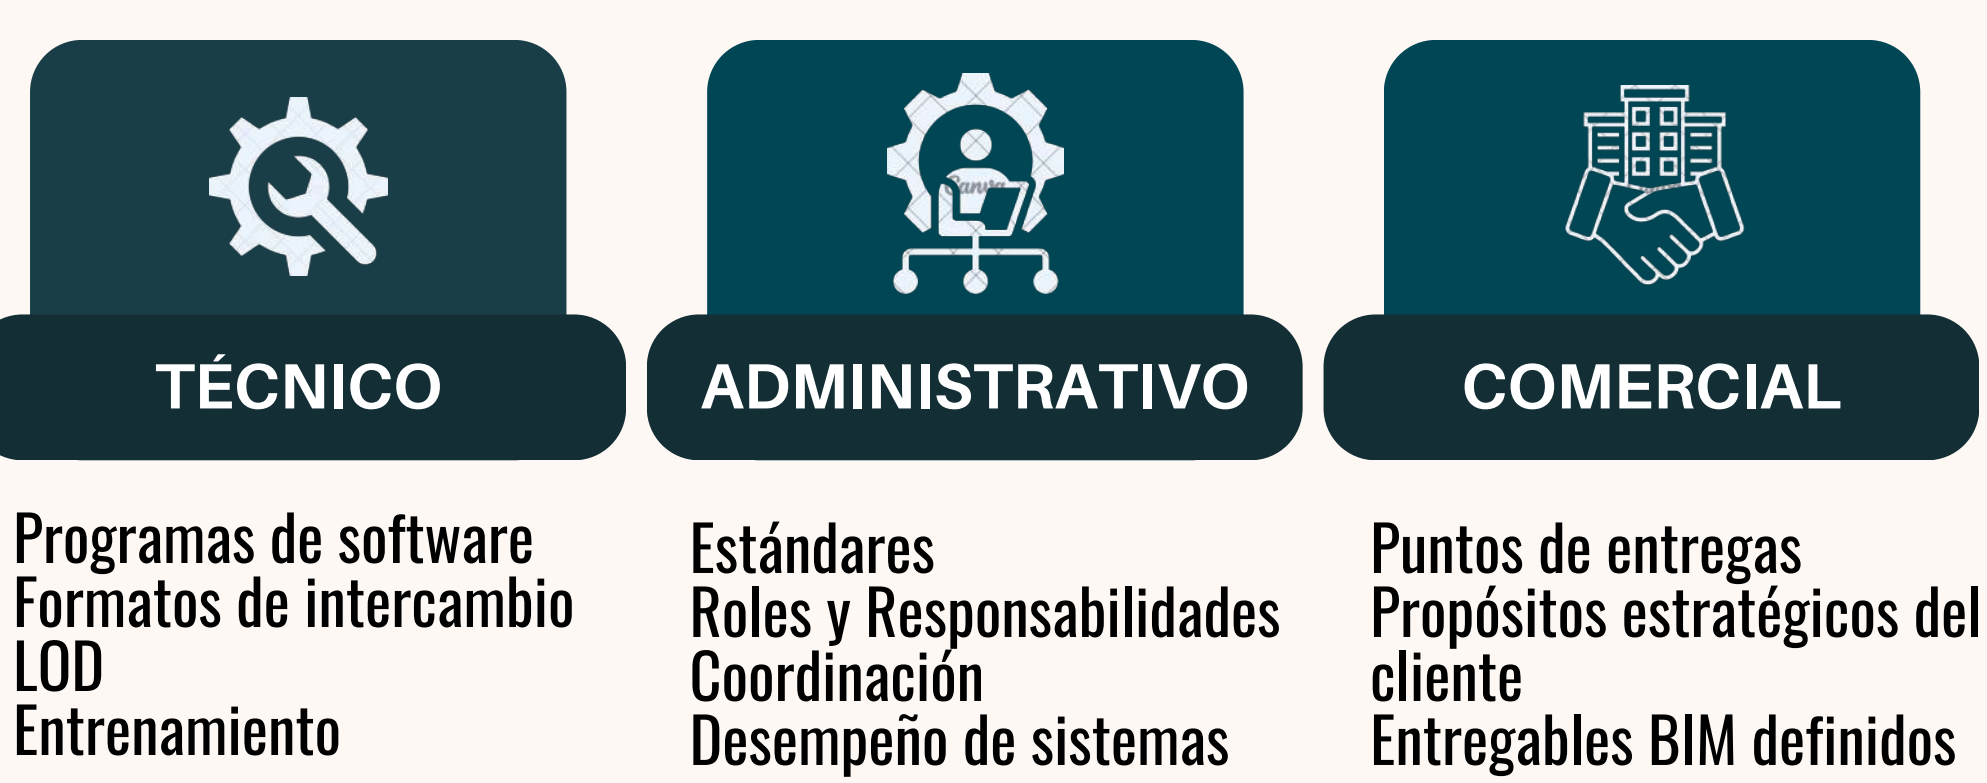 TÉCNICO
Programas de software
Formatos de intercambio
LOD
Entrenamiento
Canva
ADMINISTRATIVO
Estándares
Roles y Responsabilidades
Coordinación
Desempeño de sistemas
COMERCIAL
Puntos de entregas
Propósitos estratégicos del
cliente
Entregables BIM definidos